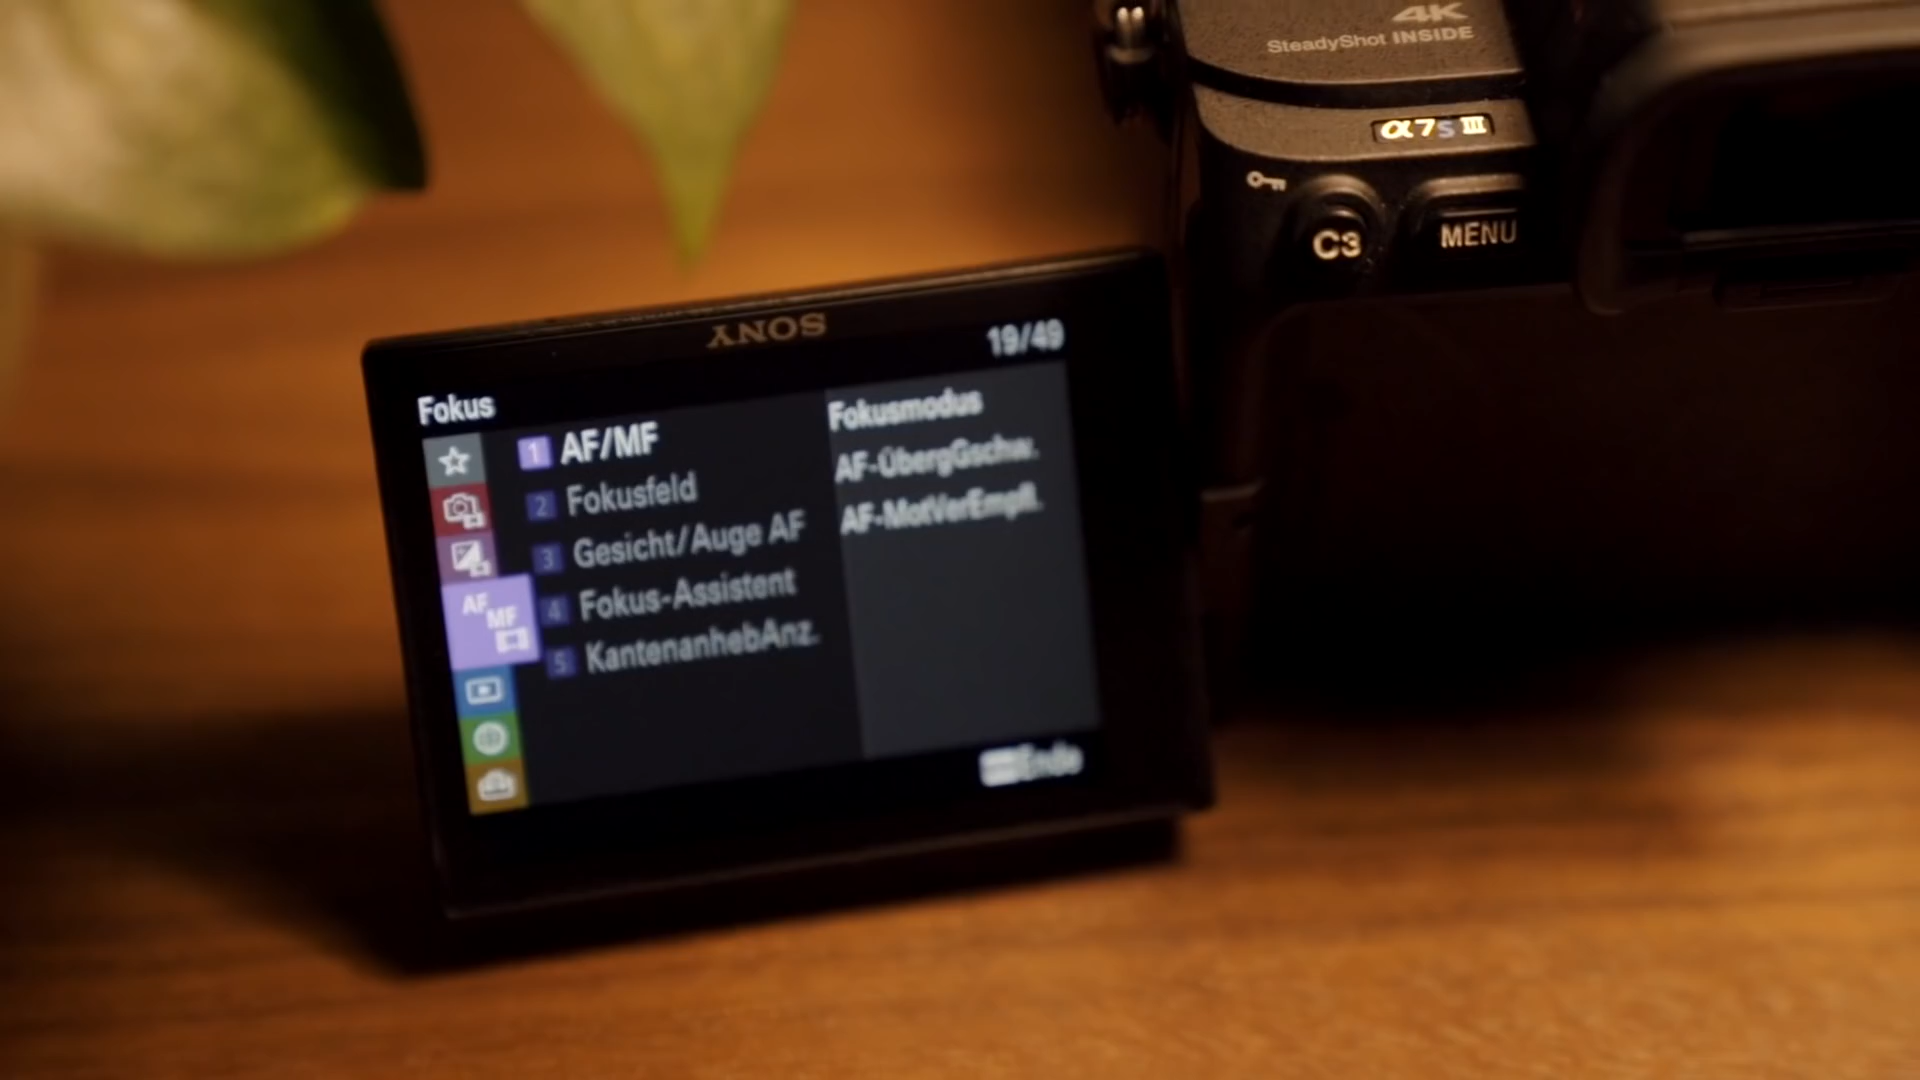 4K
SteadyShot INSIDE
α7S III
C3
MENU
SONY
19/49
Fokus
1 AF/MF
2 Fokusfeld
3 Gesicht/Auge AF
4 Fokus-Assistent
5 KantenanhebAnz.
Fokusmodus
AF-ÜbergGschw.
AF-MotVerEmpfl.
AF MF
Ende